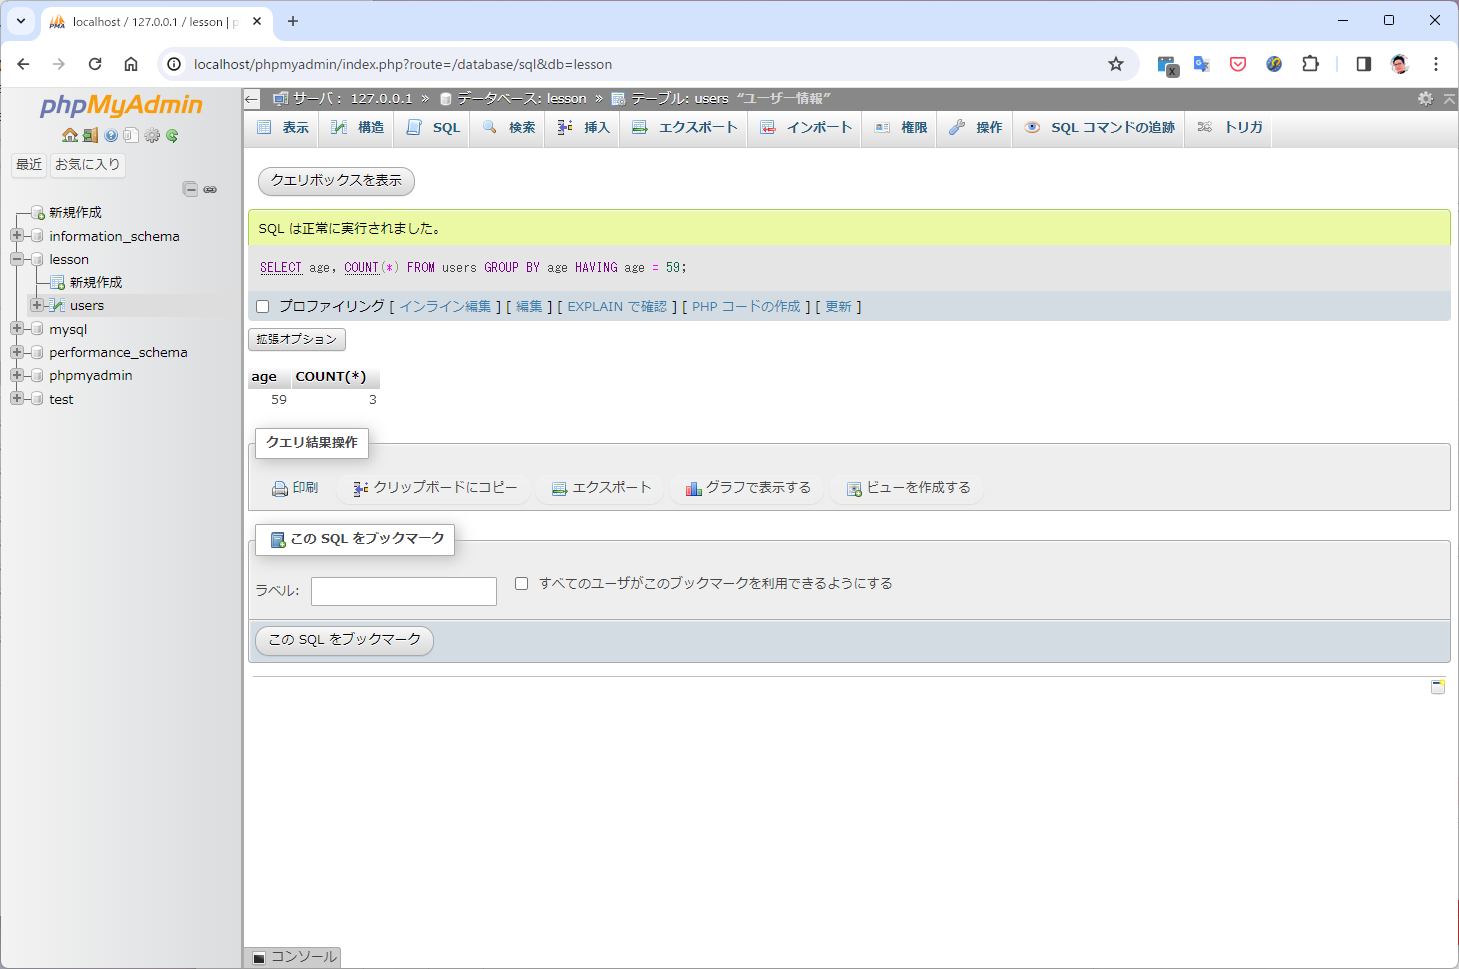 localhost / 127.0.0.1 / lesson | p
localhost/phpmyadmin/index.php?route=/database/sql&db=lesson
phpMyAdmin
最近 お気に入り
新規作成
information_schema
lesson
新規作成
users
mysql
performance_schema
phpmyadmin
test
サーバ: 127.0.0.1 » データベース: lesson » テーブル: users “ユーザー情報”
表示 構造 SQL 検索 挿入 エクスポート インポート 権限 操作 SQL コマンドの追跡 トリガ
クエリボックスを表示
SQL は正常に実行されました。
SELECT age, COUNT(*) FROM users GROUP BY age HAVING age = 59;
プロファイリング [ インライン編集 ] [ 編集 ] [ EXPLAIN で確認 ] [ PHP コードの作成 ] [ 更新 ]
拡張オプション
age COUNT(*)
59 3
クエリ結果操作
印刷 クリップボードにコピー エクスポート グラフで表示する ビューを作成する
この SQL をブックマーク
ラベル: すべてのユーザがこのブックマークを利用できるようにする
この SQL をブックマーク
コンソール